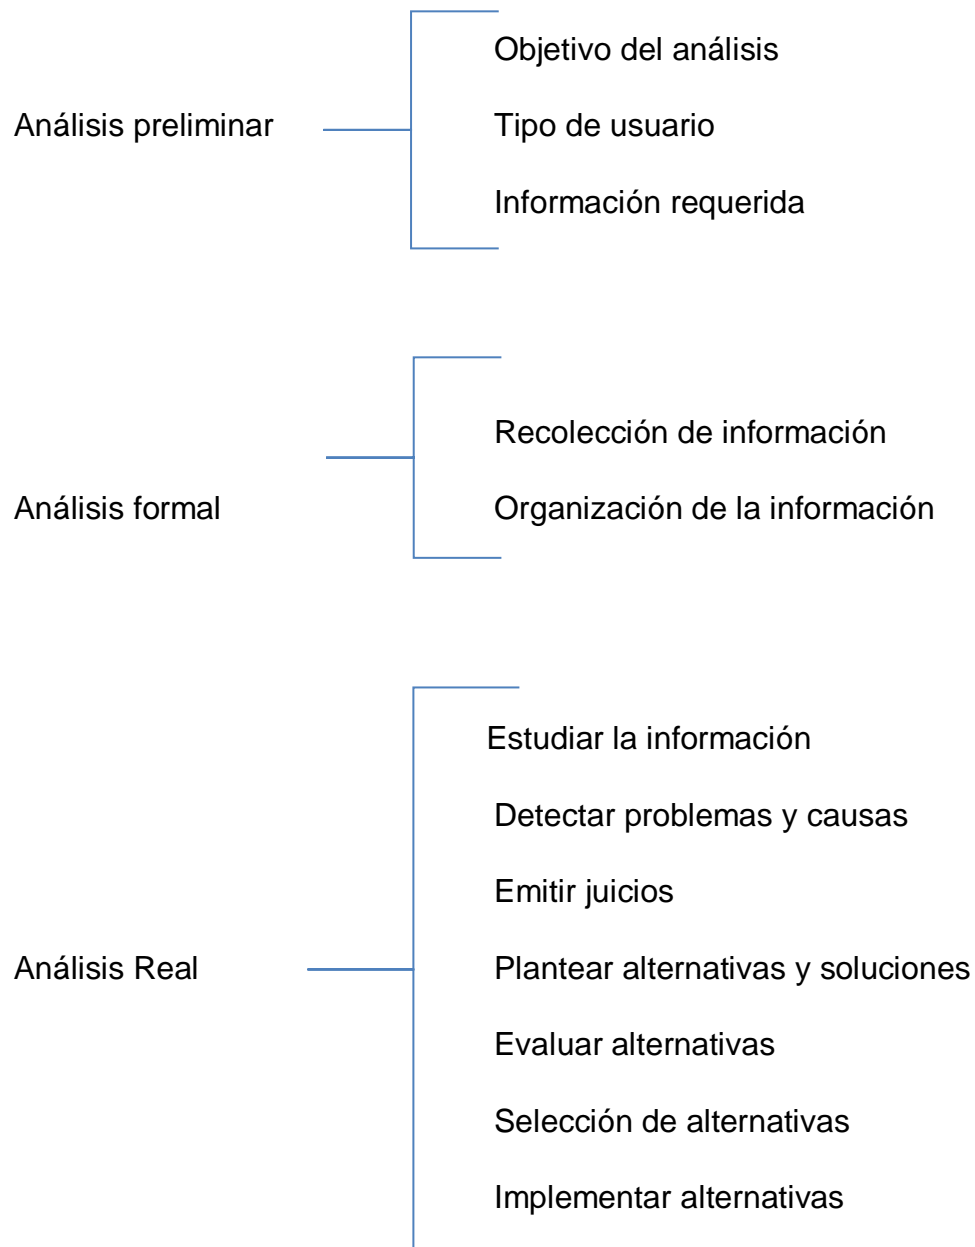 Objetivo del análisis
Análisis preliminar
Tipo de usuario
Información requerida
Recolección de información
Análisis formal
Organización de la información
Estudiar la información
Detectar problemas y causas
Emitir juicios
Análisis Real
Plantear alternativas y soluciones
Evaluar alternativas
Selección de alternativas
Implementar alternativas